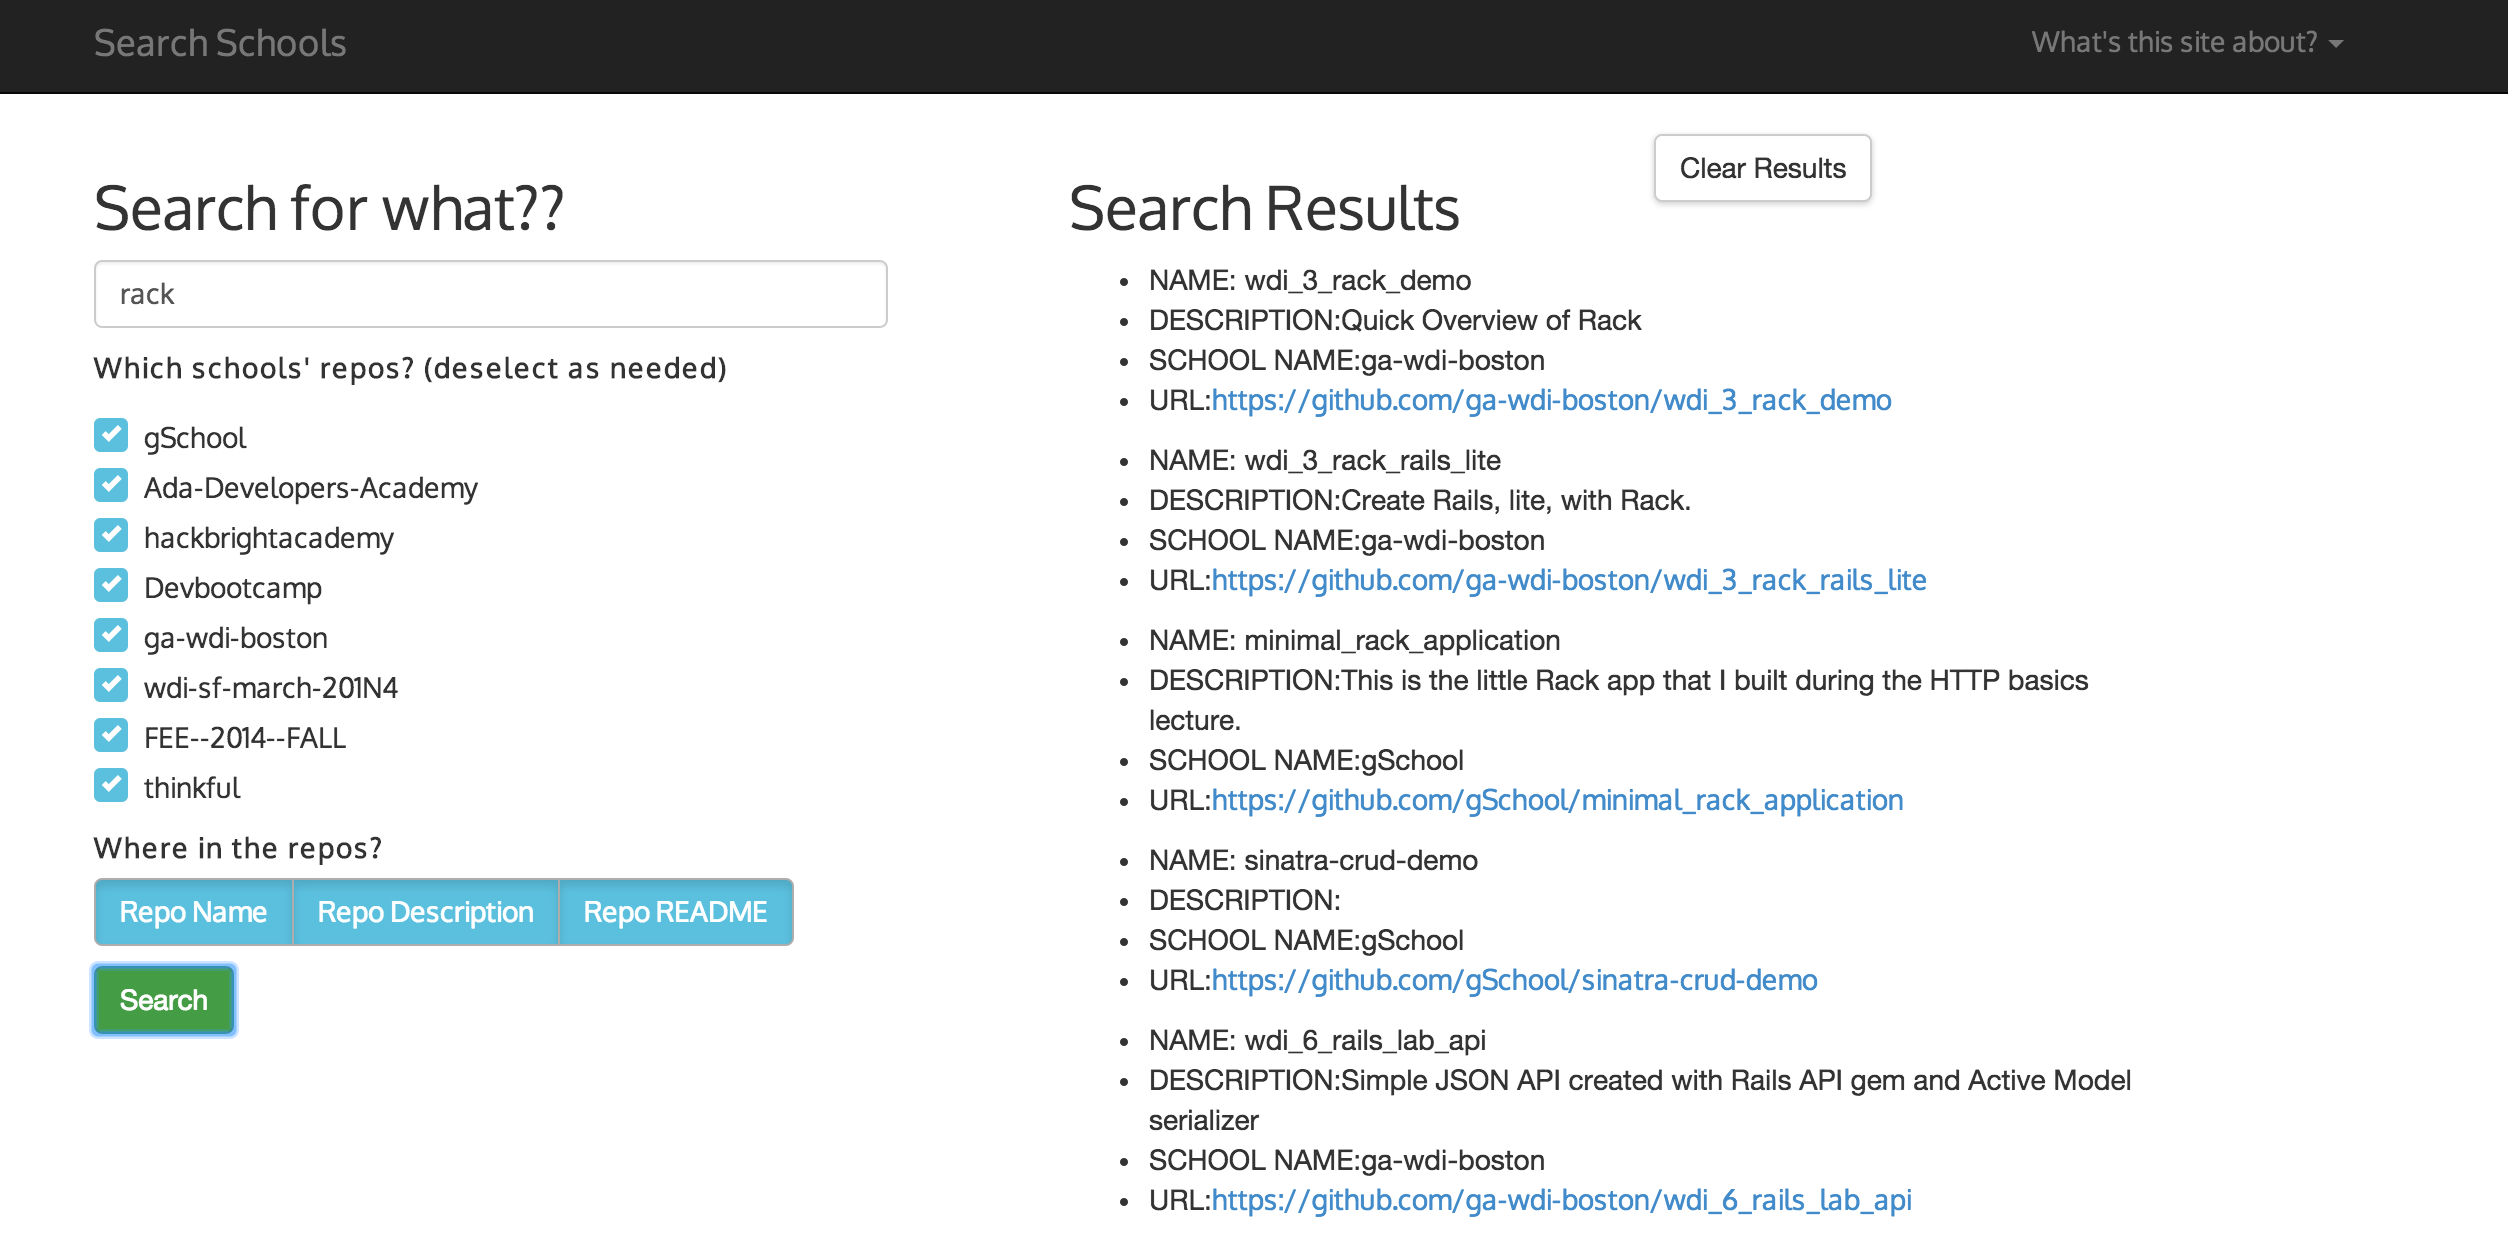 Search Schools
What's this site about?
Search for what??
rack
Which schools' repos? (deselect as needed)
gSchool
Ada-Developers-Academy
hackbrightacademy
Devbootcamp
ga-wdi-boston
wdi-sf-march-201N4
FEE--2014--FALL
thinkful
Where in the repos?
Repo Name
Repo Description
Repo README
Search
Clear Results
Search Results
NAME: wdi_3_rack_demo
DESCRIPTION:Quick Overview of Rack
SCHOOL NAME:ga-wdi-boston
URL:https://github.com/ga-wdi-boston/wdi_3_rack_demo
NAME: wdi_3_rack_rails_lite
DESCRIPTION:Create Rails, lite, with Rack.
SCHOOL NAME:ga-wdi-boston
URL:https://github.com/ga-wdi-boston/wdi_3_rack_rails_lite
NAME: minimal_rack_application
DESCRIPTION:This is the little Rack app that I built during the HTTP basics
lecture.
SCHOOL NAME:gSchool
URL:https://github.com/gSchool/minimal_rack_application
NAME: sinatra-crud-demo
DESCRIPTION:
SCHOOL NAME:gSchool
URL:https://github.com/gSchool/sinatra-crud-demo
NAME: wdi_6_rails_lab_api
DESCRIPTION:Simple JSON API created with Rails API gem and Active Model
serializer
SCHOOL NAME:ga-wdi-boston
URL:https://github.com/ga-wdi-boston/wdi_6_rails_lab_api